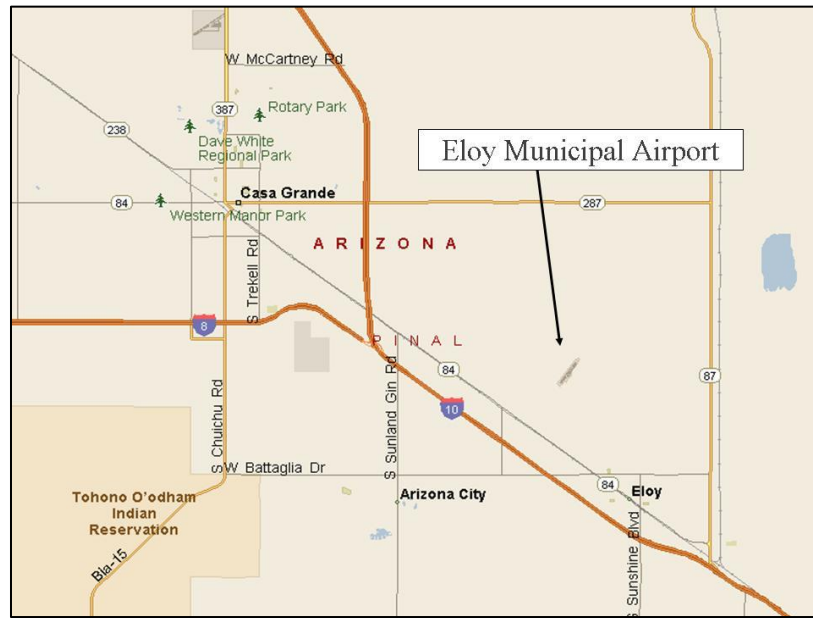 W McCartney Rd
387
Rotary Park
238
Dave White
Regional Park
Eloy Municipal Airport
84
Casa Grande
Western Manor Park
287
ARIZONA
S Trekell Rd
8
PINAL
84
87
S Sunland Gin Rd
10
S Chuichu Rd
W Battaglia Dr
Tohono O'odham
Indian
Reservation
Arizona City
84
Eloy
S Sunshine Blvd
BIa-15